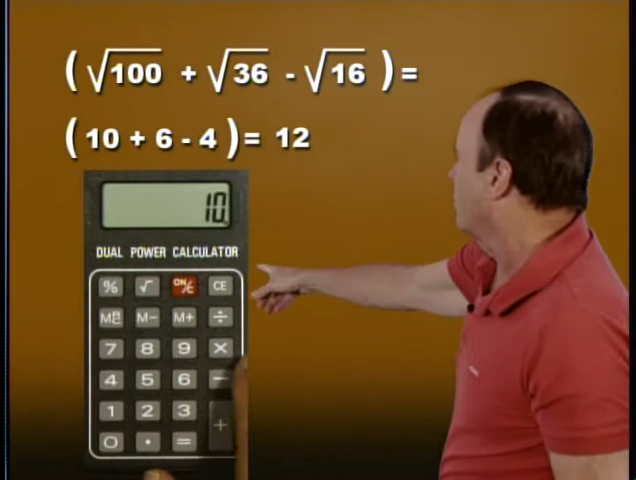 (√100 + √36 - √16 ) =
(10 + 6 - 4) = 12
10.
DUAL POWER CALCULATOR
% √ ON/C CE
M− M+ ÷
7 8 9 X
4 5 6 −
1 2 3
0 . = +